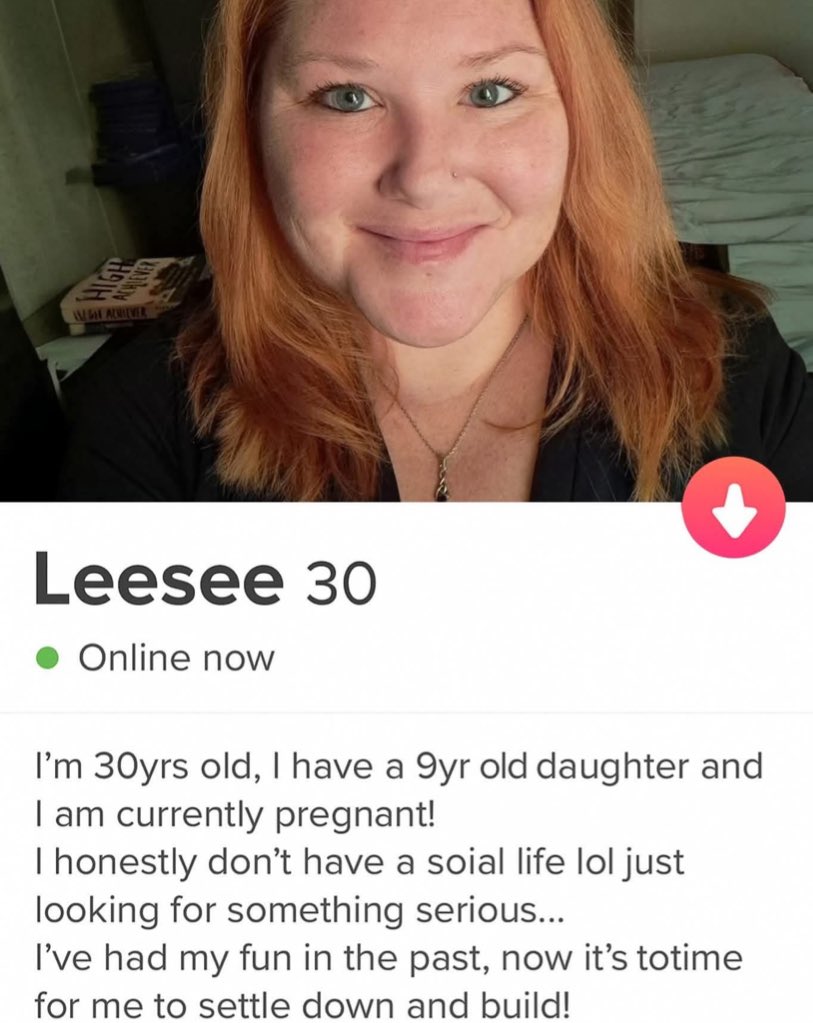 HIGH
ACHIEVER
HIGH ACHIEVER
Leesee 30
Online now
I'm 30yrs old, I have a 9yr old daughter and
I am currently pregnant!
I honestly don't have a soial life lol just
looking for something serious...
I've had my fun in the past, now it's totime
for me to settle down and build!